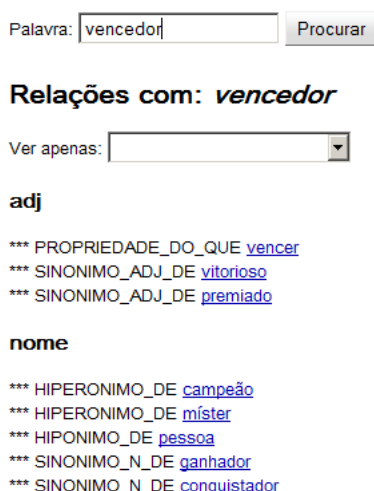 Palavra: vencedor Procurar
Relações com: vencedor
Ver apenas:
adj
*** PROPRIEDADE_DO_QUE vencer
*** SINONIMO_ADJ_DE vitorioso
*** SINONIMO_ADJ_DE premiado
nome
*** HIPERONIMO_DE campeão
*** HIPERONIMO_DE míster
*** HIPONIMO_DE pessoa
*** SINONIMO_N_DE ganhador
*** SINONIMO_N_DE conquistador